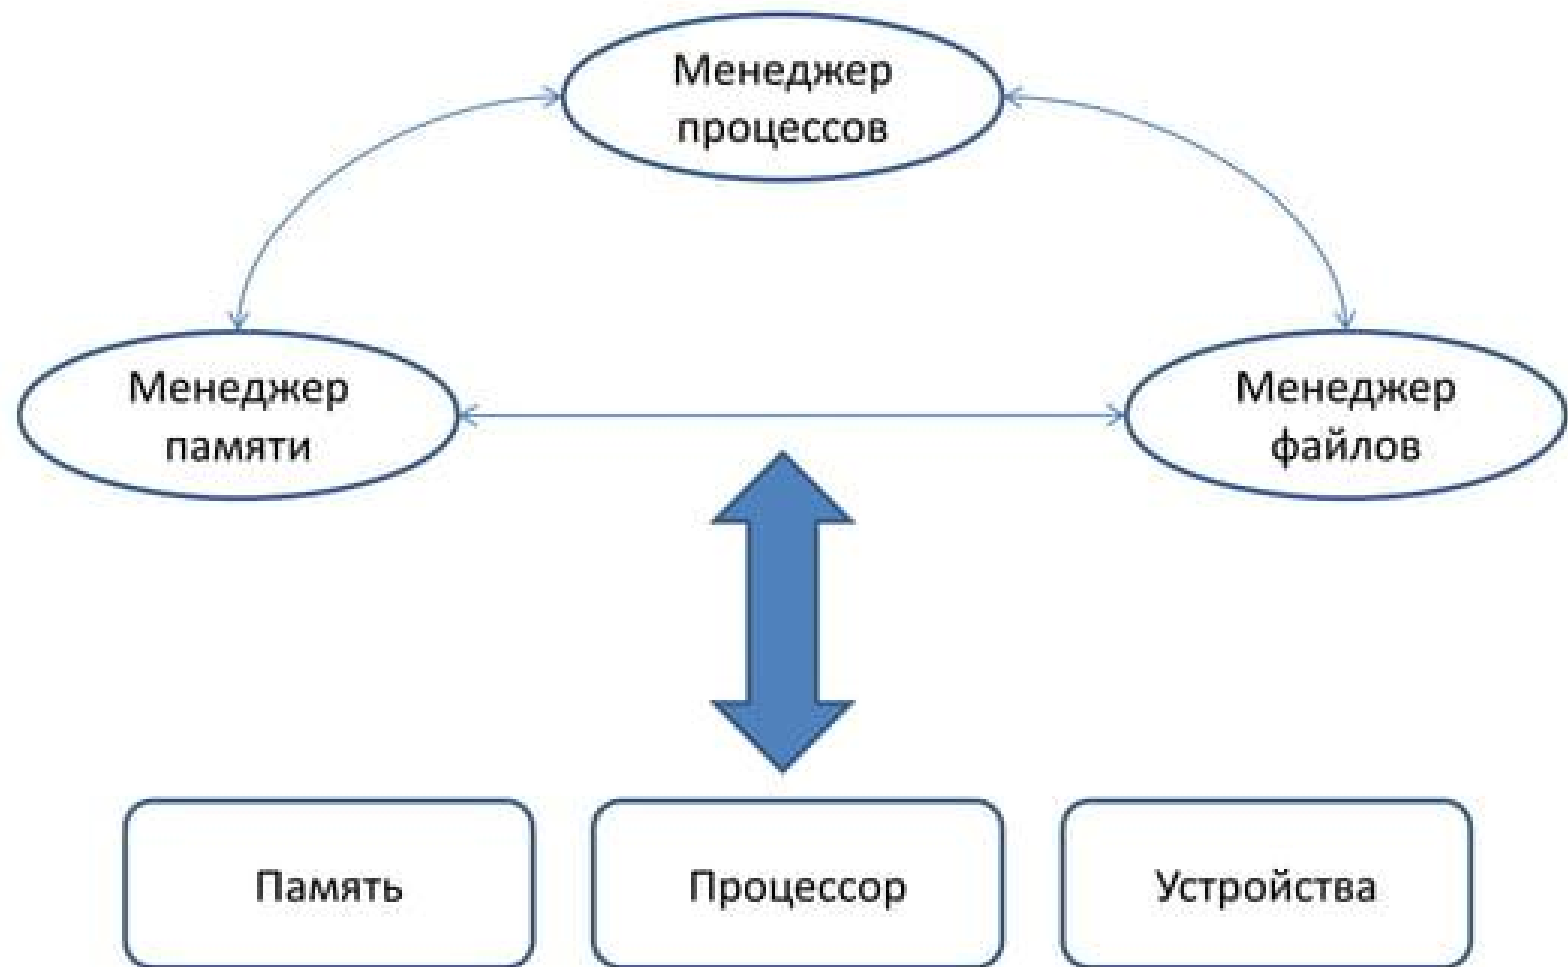 Менеджер
процессов
Менеджер
памяти
Менеджер
файлов
Память
Процессор
Устройства